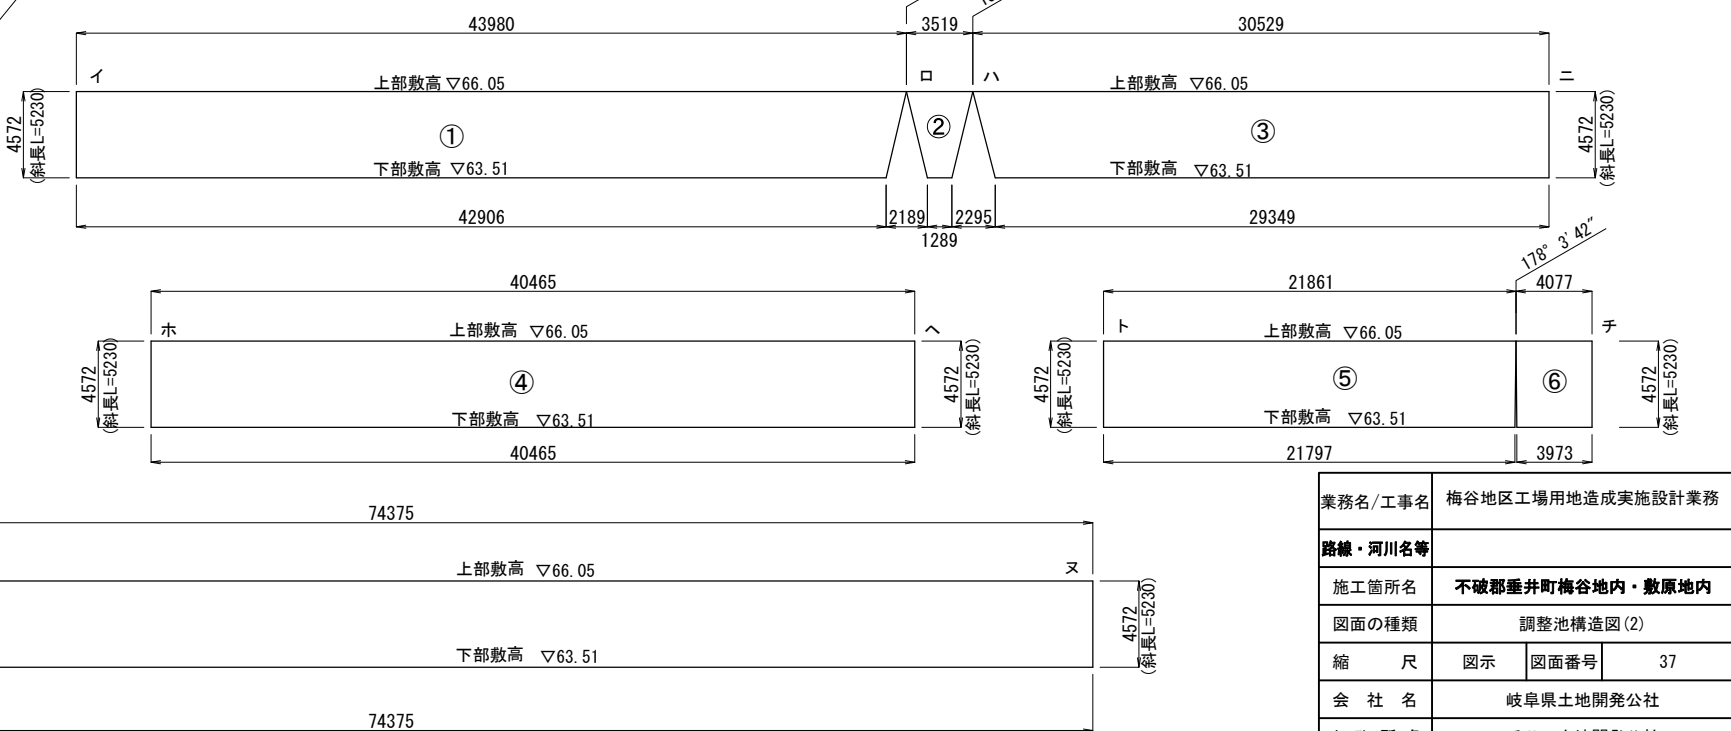 43980
3519
30529
イ
上部敷高 ▽66.05
ロ
ハ
上部敷高 ▽66.05
ニ
4572
(斜長L=5230)
①
②
③
4572
(斜長L=5230)
下部敷高 ▽63.51
下部敷高 ▽63.51
42906
2189
1289
2295
29349
178° 3' 42"
40465
21861
4077
ホ
上部敷高 ▽66.05
ヘ
ト
上部敷高 ▽66.05
チ
4572
(斜長L=5230)
④
4572
(斜長L=5230)
4572
(斜長L=5230)
⑤
⑥
4572
(斜長L=5230)
下部敷高 ▽63.51
下部敷高 ▽63.51
40465
21797
3973
74375
上部敷高 ▽66.05
ヌ
4572
(斜長L=5230)
下部敷高 ▽63.51
74375
業務名/工事名 梅谷地区工場用地造成実施設計業務
路線・河川名等
施工箇所名 不破郡垂井町梅谷地内・敷原地内
図面の種類 調整池構造図(2)
縮 尺 図示 図面番号 37
会 社 名 岐阜県土地開発公社